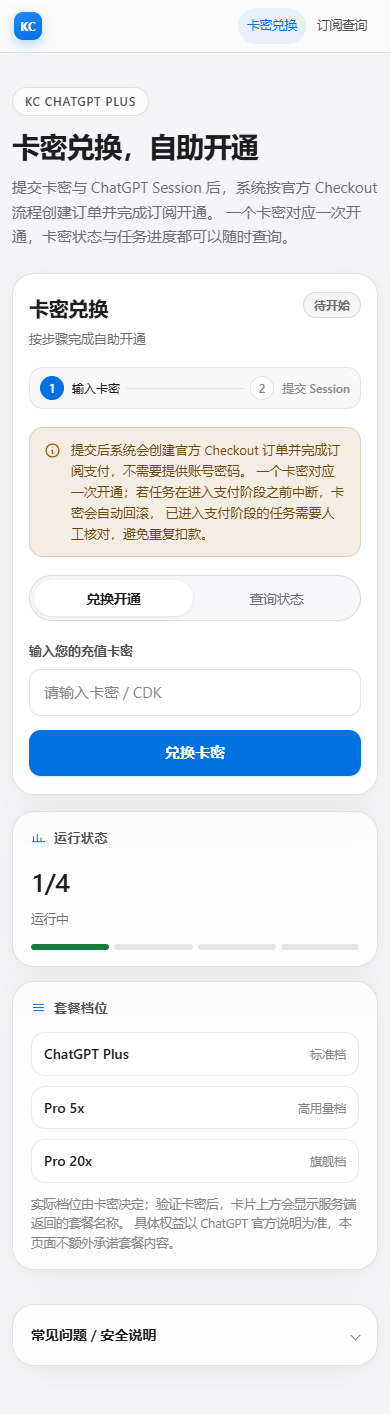 KC
卡密兑换
订阅查询
KC CHATGPT PLUS
卡密兑换，自助开通
提交卡密与 ChatGPT Session 后，系统按官方 Checkout
流程创建订单并完成订阅开通。 一个卡密对应一次开
通，卡密状态与任务进度都可以随时查询。
卡密兑换
待开始
按步骤完成自助开通
1 输入卡密
2 提交 Session
提交后系统会创建官方 Checkout 订单并完成订
阅支付，不需要提供账号密码。 一个卡密对应
一次开通；若任务在进入支付阶段之前中断，卡
密会自动回滚， 已进入支付阶段的任务需要人
工核对，避免重复扣款。
兑换开通
查询状态
输入您的充值卡密
请输入卡密 / CDK
兑换卡密
运行状态
1/4
运行中
套餐档位
ChatGPT Plus
标准档
Pro 5x
高用量档
Pro 20x
旗舰档
实际档位由卡密决定；验证卡密后，卡片上方会显示服务端
返回的套餐名称。 具体权益以 ChatGPT 官方说明为准，本
页面不额外承诺套餐内容。
常见问题 / 安全说明